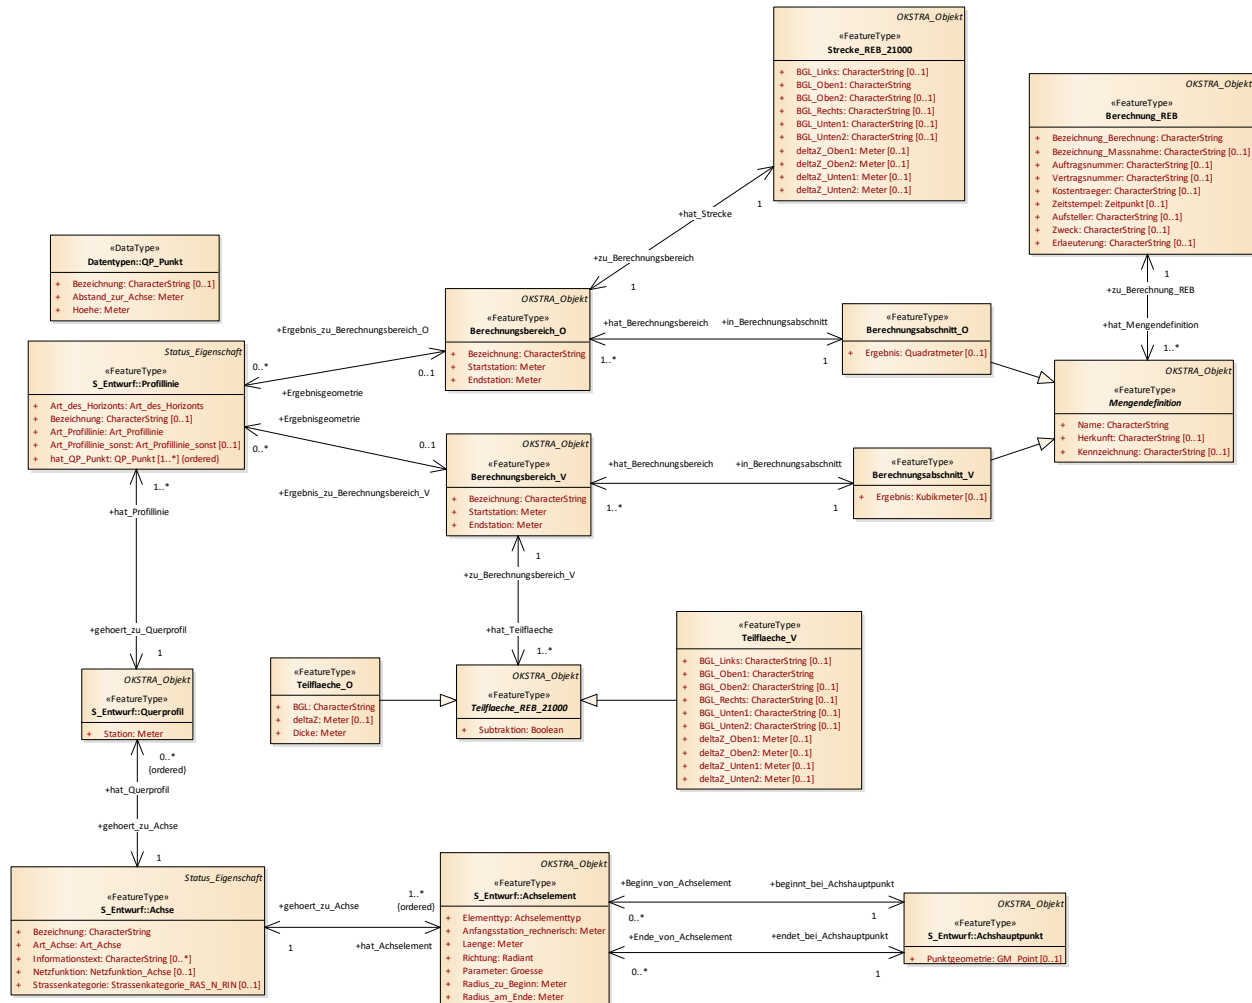 OKSTRA_Objekt
«FeatureType»
Strecke_REB_21000
+ BGL_Links: CharacterString [0..1]
+ BGL_Oben1: CharacterString
+ BGL_Oben2: CharacterString [0..1]
+ BGL_Rechts: CharacterString [0..1]
+ BGL_Unten1: CharacterString [0..1]
+ BGL_Unten2: CharacterString [0..1]
+ deltaZ_Oben1: Meter [0..1]
+ deltaZ_Oben2: Meter [0..1]
+ deltaZ_Unten1: Meter [0..1]
+ deltaZ_Unten2: Meter [0..1]
OKSTRA_Objekt
«FeatureType»
Berechnung_REB
+ Bezeichnung_Berechnung: CharacterString
+ Bezeichnung_Massnahme: CharacterString [0..1]
+ Auftragsnummer: CharacterString [0..1]
+ Vertragsnummer: CharacterString [0..1]
+ Kostentraeger: CharacterString [0..1]
+ Zeitstempel: Zeitpunkt [0..1]
+ Aufsteller: CharacterString [0..1]
+ Zweck: CharacterString [0..1]
+ Erlaeuterung: CharacterString [0..1]
1
+hat_Strecke
+zu_Berechnungsbereich
1
1
+zu_Berechnung_REB
+hat_Mengendefinition
1..*
«DataType»
Datentypen::QP_Punkt
+ Bezeichnung: CharacterString [0..1]
+ Abstand_zur_Achse: Meter
+ Hoehe: Meter
OKSTRA_Objekt
«FeatureType»
Berechnungsbereich_O
+ Bezeichnung: CharacterString
+ Startstation: Meter
+ Endstation: Meter
+hat_Berechnungsbereich
+in_Berechnungsabschnitt
1..*
1
«FeatureType»
Berechnungsabschnitt_O
+ Ergebnis: Quadratmeter [0..1]
+Ergebnis_zu_Berechnungsbereich_O
0..*
0..1
+Ergebnisgeometrie
Status_Eigenschaft
«FeatureType»
S_Entwurf::Profillinie
+ Art_des_Horizonts: Art_des_Horizonts
+ Bezeichnung: CharacterString [0..1]
+ Art_Profillinie: Art_Profillinie
+ Art_Profillinie_sonst: Art_Profillinie_sonst [0..1]
+ hat_QP_Punkt: QP_Punkt [1..*] {ordered}
OKSTRA_Objekt
«FeatureType»
Mengendefinition
+ Name: CharacterString
+ Herkunft: CharacterString [0..1]
+ Kennzeichnung: CharacterString [0..1]
+Ergebnisgeometrie
0..*
0..1
+Ergebnis_zu_Berechnungsbereich_V
OKSTRA_Objekt
«FeatureType»
Berechnungsbereich_V
+ Bezeichnung: CharacterString
+ Startstation: Meter
+ Endstation: Meter
+hat_Berechnungsbereich
+in_Berechnungsabschnitt
1..*
1
«FeatureType»
Berechnungsabschnitt_V
+ Ergebnis: Kubikmeter [0..1]
1..*
+hat_Profillinie
+gehoert_zu_Querprofil
1
1
+zu_Berechnungsbereich_V
+hat_Teilflaeche
1..*
«FeatureType»
Teilflaeche_O
+ BGL: CharacterString
+ deltaZ: Meter [0..1]
+ Dicke: Meter
OKSTRA_Objekt
«FeatureType»
Teilflaeche_REB_21000
+ Subtraktion: Boolean
«FeatureType»
Teilflaeche_V
+ BGL_Links: CharacterString [0..1]
+ BGL_Oben1: CharacterString
+ BGL_Oben2: CharacterString [0..1]
+ BGL_Rechts: CharacterString [0..1]
+ BGL_Unten1: CharacterString [0..1]
+ BGL_Unten2: CharacterString [0..1]
+ deltaZ_Oben1: Meter [0..1]
+ deltaZ_Oben2: Meter [0..1]
+ deltaZ_Unten1: Meter [0..1]
+ deltaZ_Unten2: Meter [0..1]
OKSTRA_Objekt
«FeatureType»
S_Entwurf::Querprofil
+ Station: Meter
0..*
{ordered}
+hat_Querprofil
+gehoert_zu_Achse
1
Status_Eigenschaft
«FeatureType»
S_Entwurf::Achse
+ Bezeichnung: CharacterString
+ Art_Achse: Art_Achse
+ Informationstext: CharacterString [0..*]
+ Netzfunktion: Netzfunktion_Achse [0..1]
+ Strassenkategorie: Strassenkategorie_RAS_N_RIN [0..1]
1..*
+gehoert_zu_Achse
{ordered}
1
+hat_Achselement
OKSTRA_Objekt
«FeatureType»
S_Entwurf::Achselement
+ Elementtyp: Achselementtyp
+ Anfangsstation_rechnerisch: Meter
+ Laenge: Meter
+ Richtung: Radiant
+ Parameter: Groesse
+ Radius_zu_Beginn: Meter
+ Radius_am_Ende: Meter
+Beginn_von_Achselement
+beginnt_bei_Achshauptpunkt
0..*
1
+Ende_von_Achselement
+endet_bei_Achshauptpunkt
0..*
1
OKSTRA_Objekt
«FeatureType»
S_Entwurf::Achshauptpunkt
+ Punktgeometrie: GM_Point [0..1]